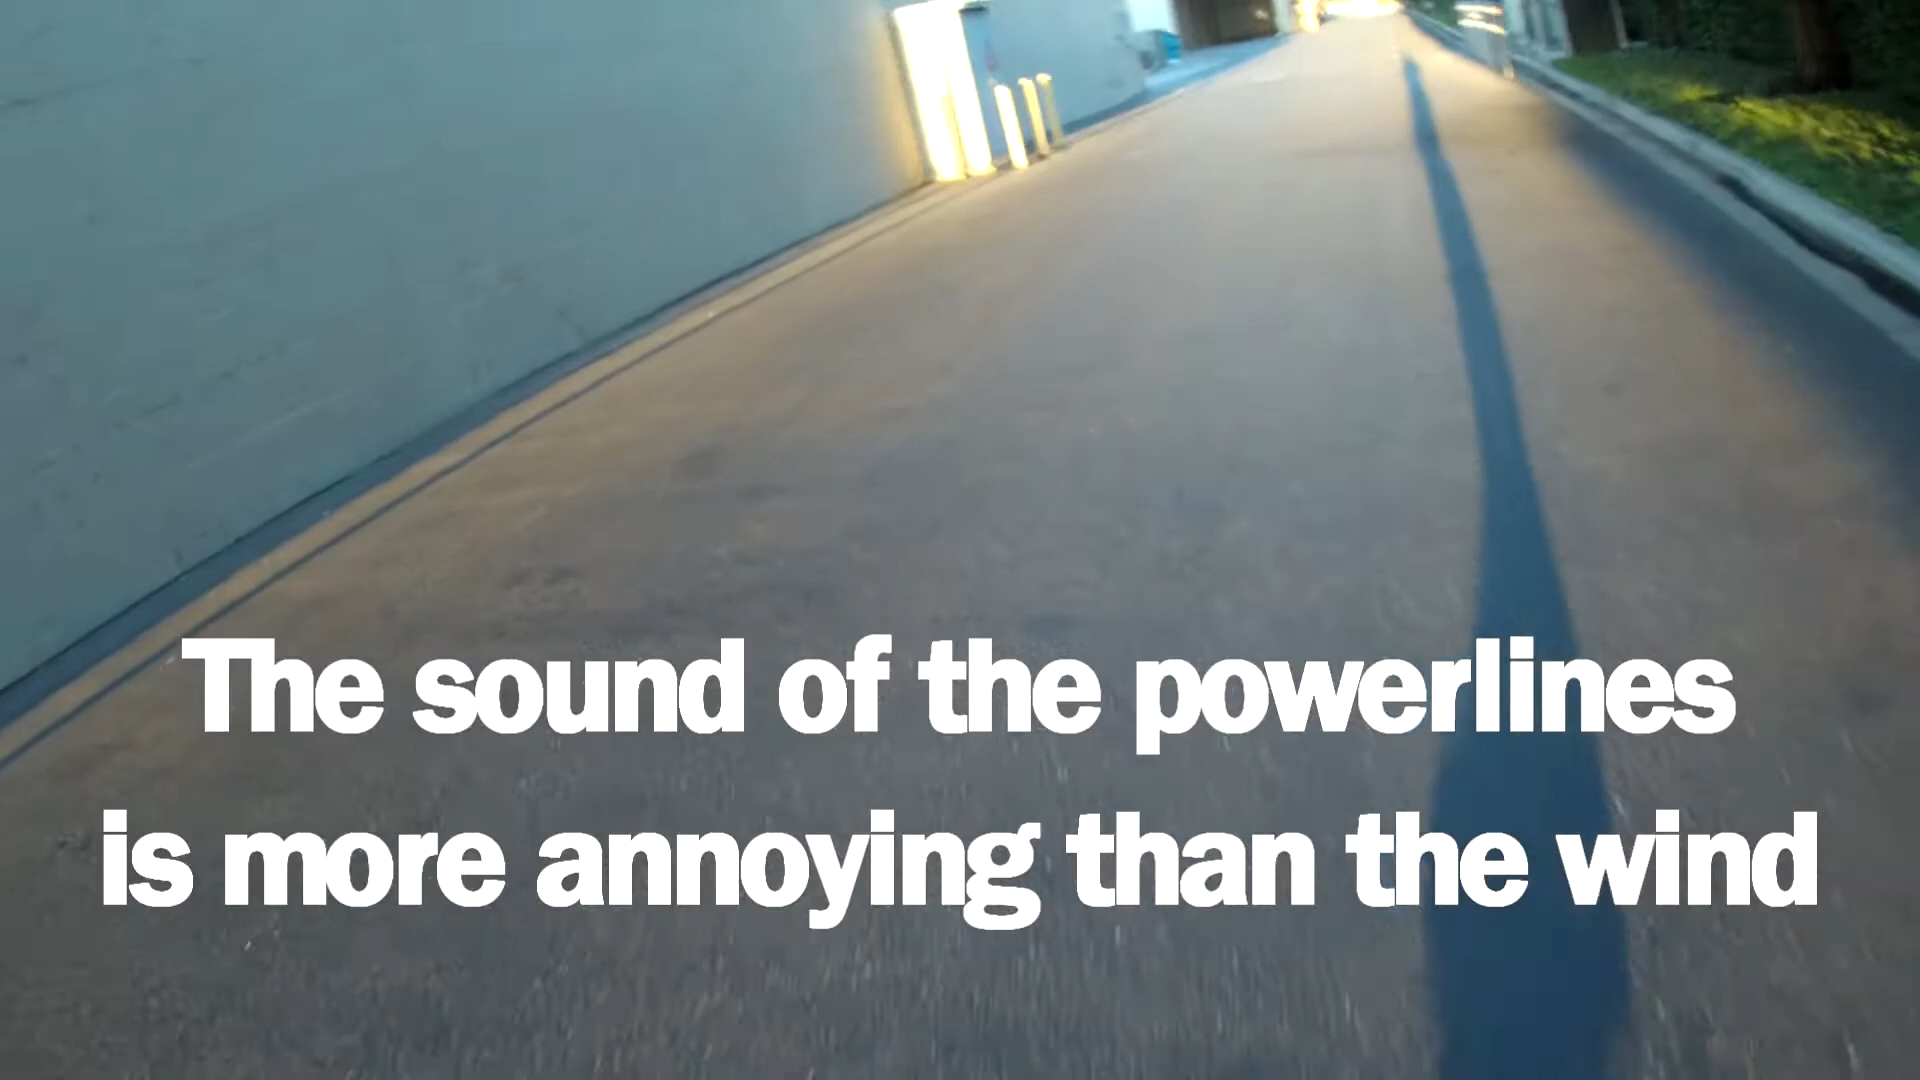 The sound of the powerlines
is more annoying than the wind